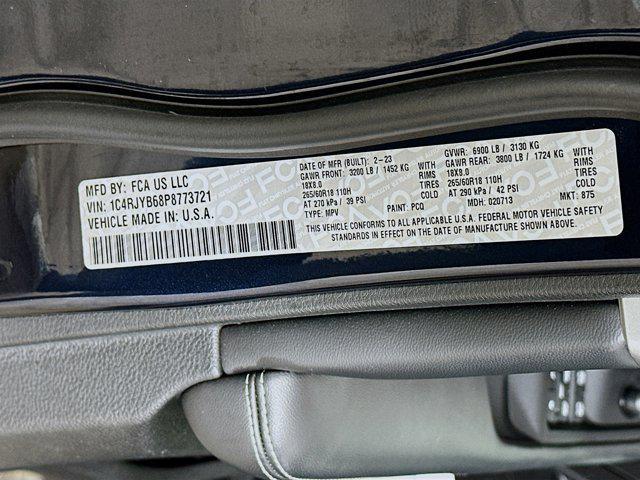 MFD BY: FCA US LLC
VIN: 1C4RJYB68P8773721
VEHICLE MADE IN U.S.A.
DATE OF MFR (BUILT): 2-23 GVWR: 6900 LB / 3130 KG
GAWR FRONT: 3200 LB / 1452 KG WITH GAWR REAR: 3800 LB / 1724 KG WITH
18X8.0 RIMS 18X8.0 RIMS
265/60R18 110H TIRES 265/60R18 110H TIRES
AT 270 kPa / 39 PSI AT 290 kPa / 42 PSI
TYPE: MPV PAINT: PCQ MDH: 020713 MKT: 875
THIS VEHICLE CONFORMS TO ALL APPLICABLE U.S.A. FEDERAL MOTOR VEHICLE SAFETY
STANDARDS IN EFFECT ON THE DATE OF MANUFACTURE SHOWN ABOVE.